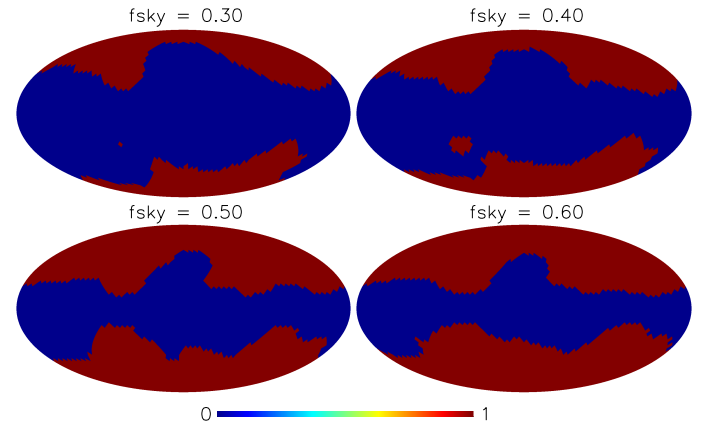 fsky = 0.30
fsky = 0.40
fsky = 0.50
fsky = 0.60
0 1